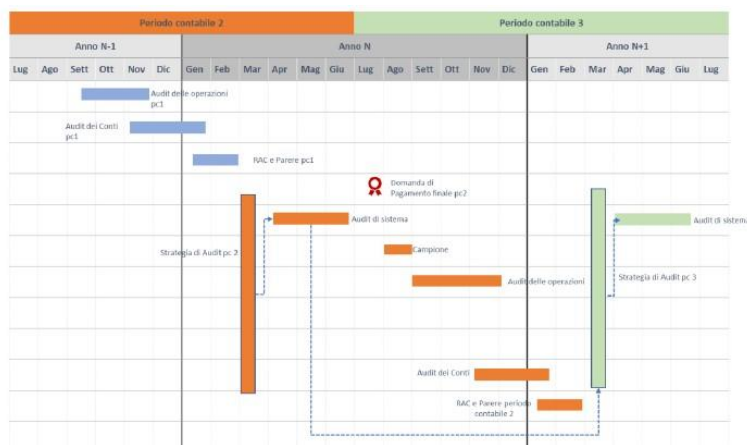 Periodo contabile 2 Periodo contabile 3
Anno N-1 Anno N Anno N+1
Lug Ago Sett Ott Nov Dic Gen Feb Mar Apr Mag Giu Lug Ago Sett Ott Nov Dic Gen Feb Mar Apr Mag Giu Lug
Audit delle operazioni
pc1
Audit dei Conti
pc1
RAC e Parere pc1
Demanda di
Pagamento finale pc2
Audit di sistema
Audit di sistema
Strategia di Audit pc 2
Campione
Audit delle operazioni
Strategia di Audit pc 3
Audit dei Conti
RAC e Parere periodo
contabile 2